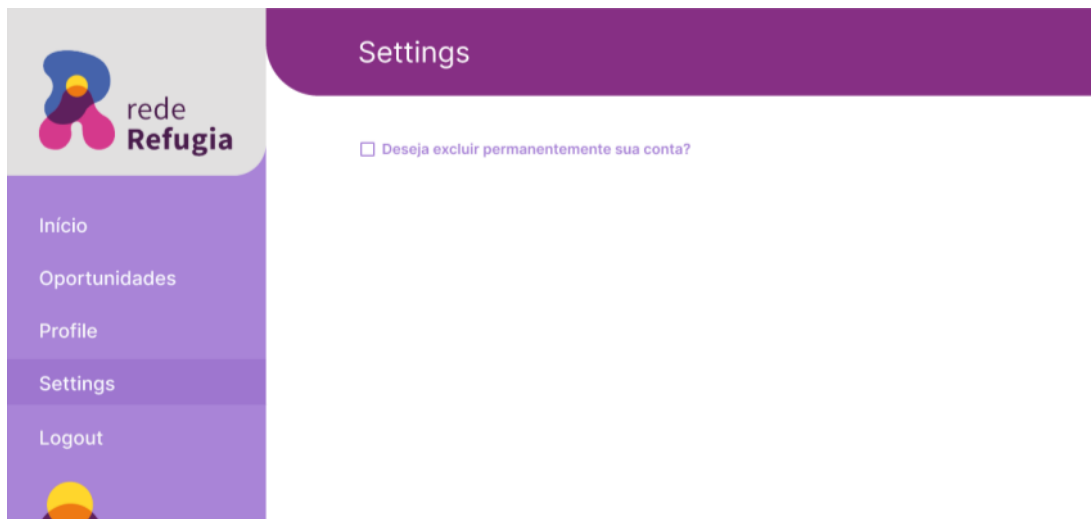 rede
Refugia
Início
Oportunidades
Profile
Settings
Logout
Settings
Deseja excluir permanentemente sua conta?